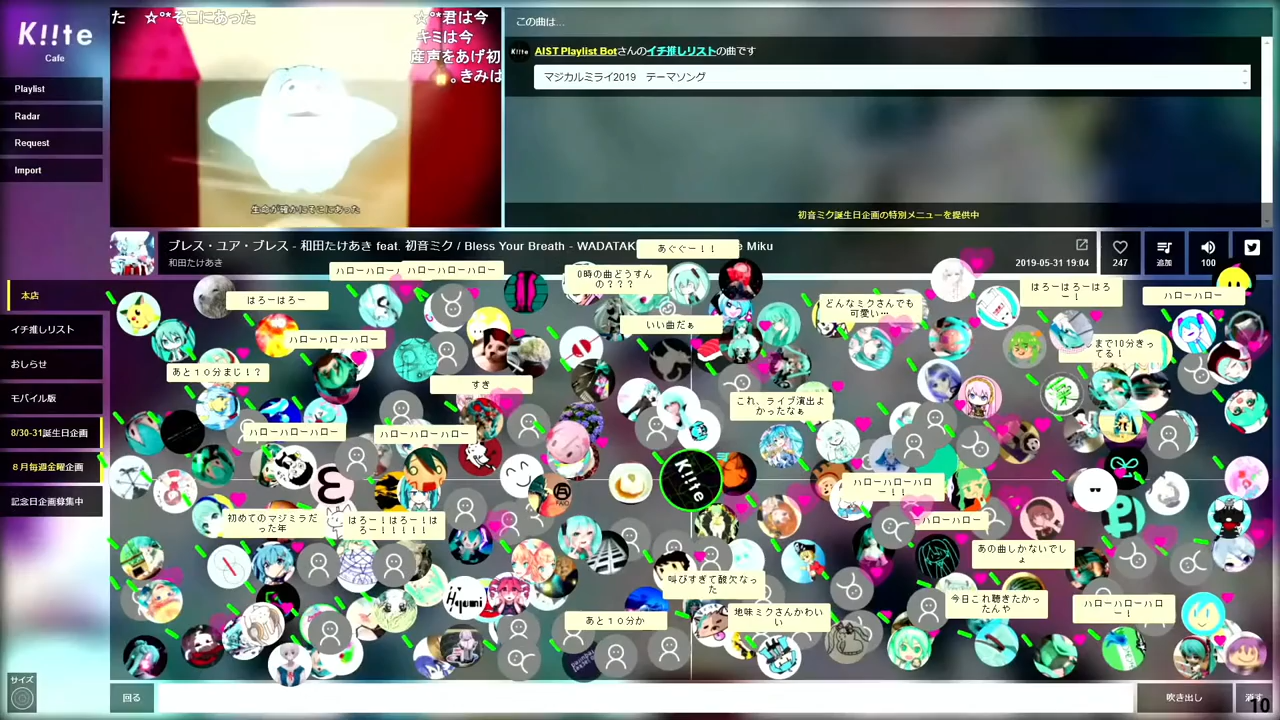 K!!te
Cafe
Playlist
Radar
Request
Import
た ☆°*そこにあった
☆°*君は今
キミは今
産声をあげ初
。きみは
生命が確かにそこにあった
この曲は...
K!!te
AIST Playlist Botさんのイチ推しリストの曲です
マジカルミライ2019 テーマソング
初音ミク誕生日企画の特別メニューを提供中
ブレス・ユア・ブレス - 和田たけあき feat. 初音ミク / Bless Your Breath - WADATAK
e Miku
和田たけあき
2019-05-31 19:04
247
追加
100
本店
イチ推しリスト
おしらせ
モバイル版
8/30-31誕生日企画
8月毎週金曜企画
記念日企画募集中
あぐぐー！！
ハローハロー
ハローハローハロー
0時の曲どうすん
の？？？
はろーはろー
はろーはろーはろ
ー！
ハローハロー
どんなミクさんでも
可愛い…
いい曲だぁ
ハローハローハロー
まで10分きっ
てる！
あと１０分まじ！？
すき
これ、ライブ演出よ
かったなぁ
ハローハローハロー
ハローハローハロー
K!!te
ハローハローハロ
ー！！
初めてのマジミラだ
った年
はろー！はろー！は
ろー！！！！！
ーハロー
あの曲しかないでし
ょ
叫びすぎて酸欠なっ
た
今日これ聴きたかっ
たんや
ハローハローハロ
ー！
地味ミクさんかわい
い
あと１０分か
サイズ
回る
吹き出し
消す
10